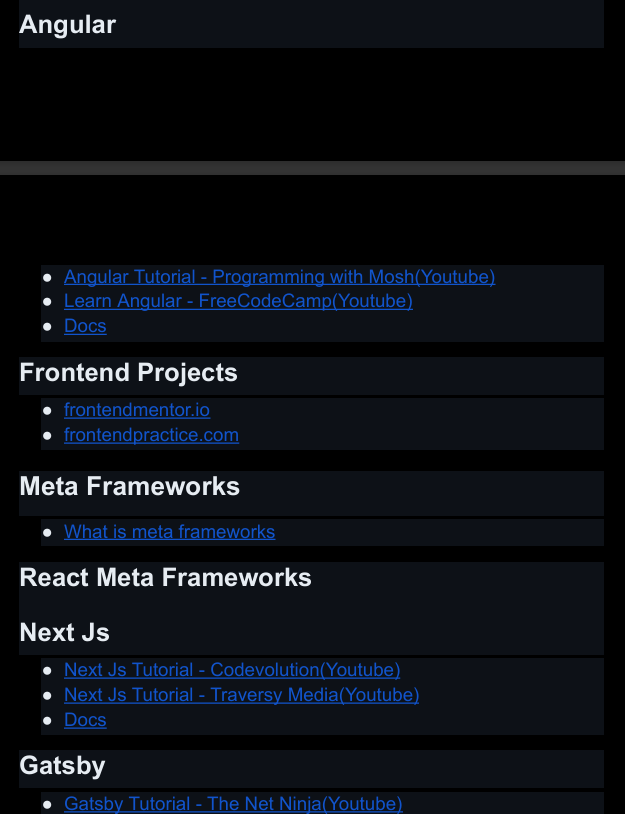 Angular
● Angular Tutorial - Programming with Mosh(Youtube)
● Learn Angular - FreeCodeCamp(Youtube)
● Docs
Frontend Projects
● frontendmentor.io
● frontendpractice.com
Meta Frameworks
● What is meta frameworks
React Meta Frameworks
Next Js
● Next Js Tutorial - Codevolution(Youtube)
● Next Js Tutorial - Traversy Media(Youtube)
● Docs
Gatsby
● Gatsby Tutorial - The Net Ninja(Youtube)